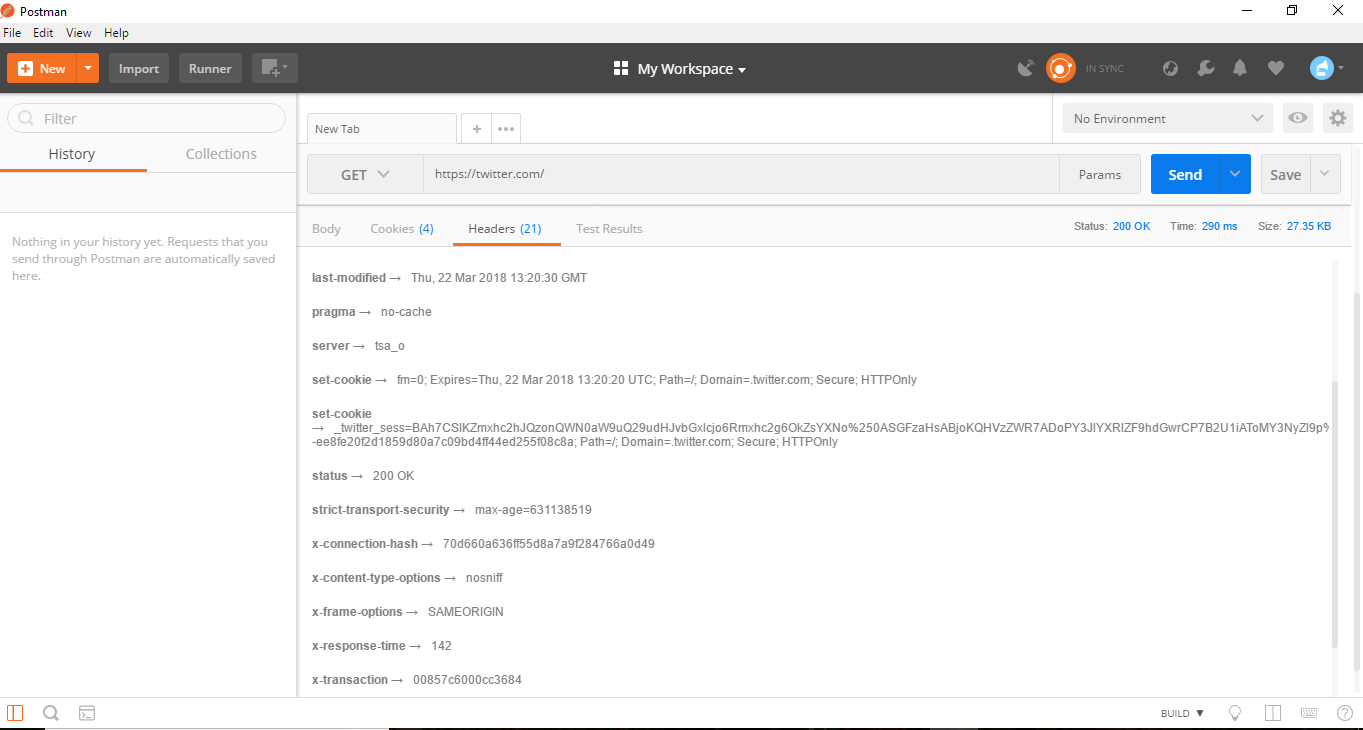 Postman
File Edit View Help
New Import Runner My Workspace IN SYNC
Filter
History Collections
Nothing in your history yet. Requests that you
send through Postman are automatically saved
here.
New Tab + ••• No Environment
GET https://twitter.com/ Params Send Save
Body Cookies (4) Headers (21) Test Results Status: 200 OK Time: 290 ms Size: 27.35 KB
last-modified → Thu, 22 Mar 2018 13:20:30 GMT
pragma → no-cache
server → tsa_o
set-cookie → fm=0; Expires=Thu, 22 Mar 2018 13:20:20 UTC; Path=/; Domain=.twitter.com; Secure; HTTPOnly
set-cookie
→ _twitter_sess=BAh7CSIKZmxhc2hJQzonQWN0aW9uQ29udHJvbGxlcjo6Rmxhc2g6OkZsYXNo%250ASGFzaHsABjoKQHVzZWR7ADoPY3JlYXRlZF9hdGwrCP7B2U1iAToMY3NyZl9p%
-ee8fe20f2d1859d80a7c09bd4ff44ed255f08c8a; Path=/; Domain=.twitter.com; Secure; HTTPOnly
status → 200 OK
strict-transport-security → max-age=631138519
x-connection-hash → 70d660a636ff55d8a7a9f284766a0d49
x-content-type-options → nosniff
x-frame-options → SAMEORIGIN
x-response-time → 142
x-transaction → 00857c6000cc3684
BUILD ▼